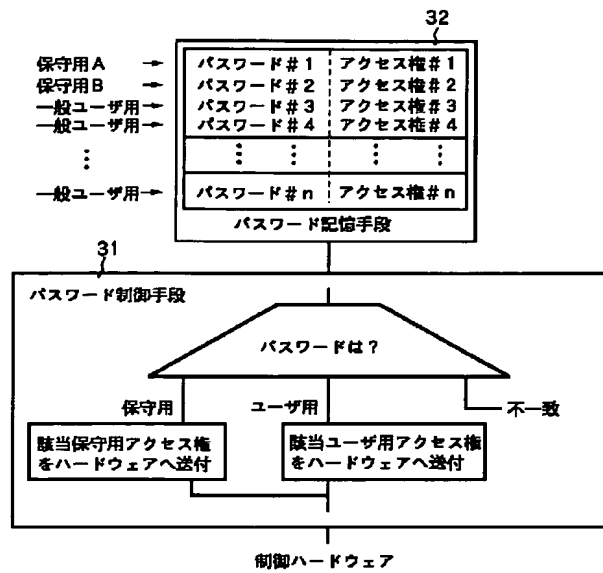 32
保守用A → パスワード#1 アクセス権#1
保守用B → パスワード#2 アクセス権#2
一般ユーザ用→ パスワード#3 アクセス権#3
一般ユーザ用→ パスワード#4 アクセス権#4
⋮ ⋮ ⋮ ⋮ ⋮
一般ユーザ用→ パスワード#n アクセス権#n
パスワード記憶手段
31
パスワード制御手段
パスワードは?
保守用 ユーザ用 不一致
該当保守用アクセス権
をハードウェアへ送付
該当ユーザ用アクセス権
をハードウェアへ送付
制御ハードウェア